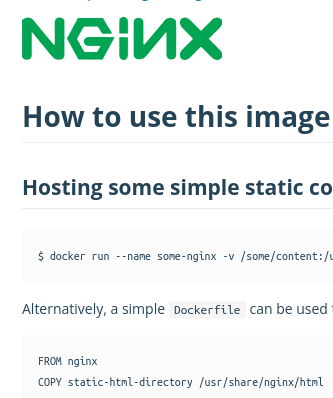 NGINX
How to use this image
Hosting some simple static co
$ docker run --name some-nginx -v /some/content:/u
Alternatively, a simple Dockerfile can be used
FROM nginx
COPY static-html-directory /usr/share/nginx/html